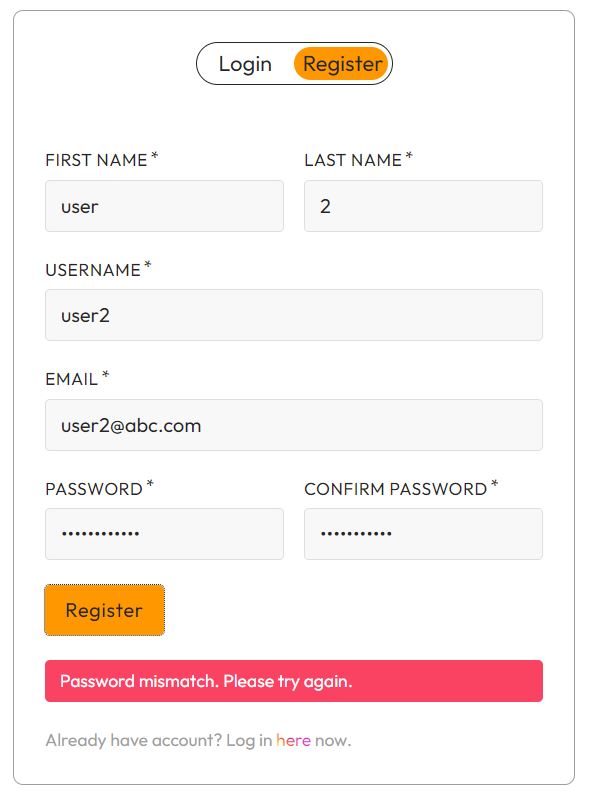 Login Register
FIRST NAME * LAST NAME *
user 2
USERNAME *
user2
EMAIL *
user2@abc.com
PASSWORD * CONFIRM PASSWORD *
•••••••••••• •••••••••••
Register
Password mismatch. Please try again.
Already have account? Log in here now.